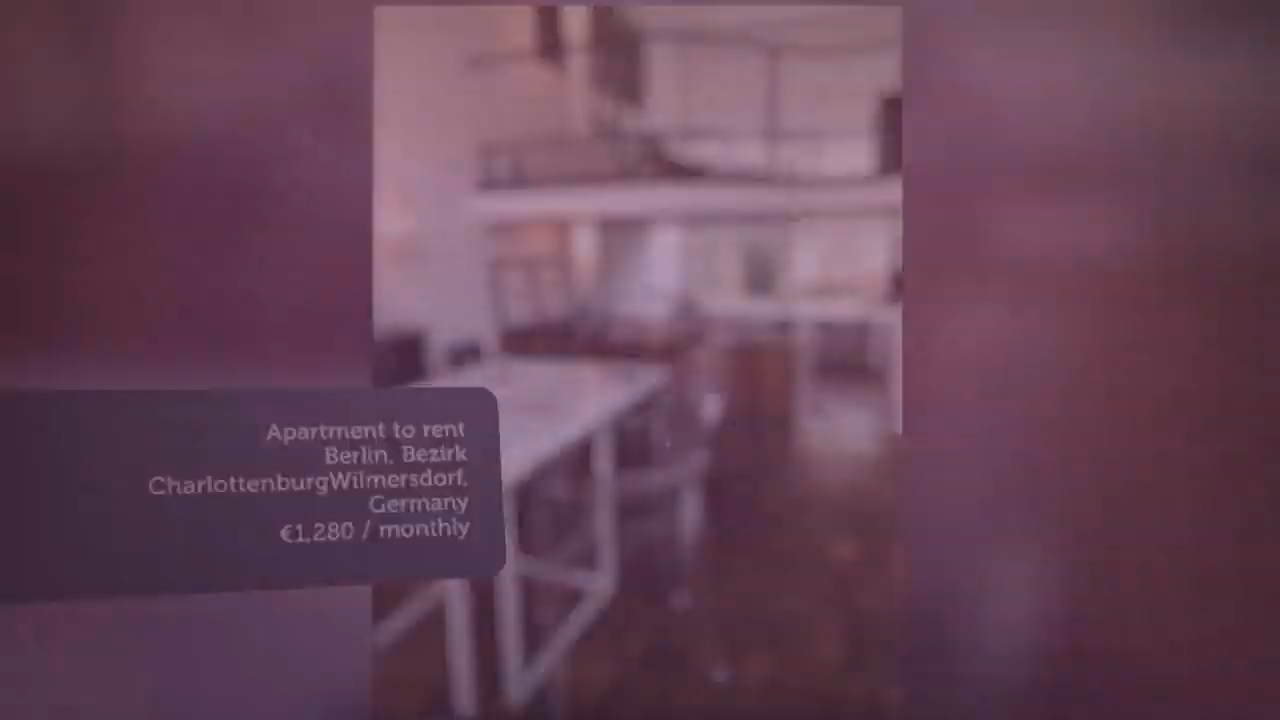 Apartment to rent
Berlin, Bezirk
CharlottenburgWilmersdorf,
Germany
€1,280 / monthly